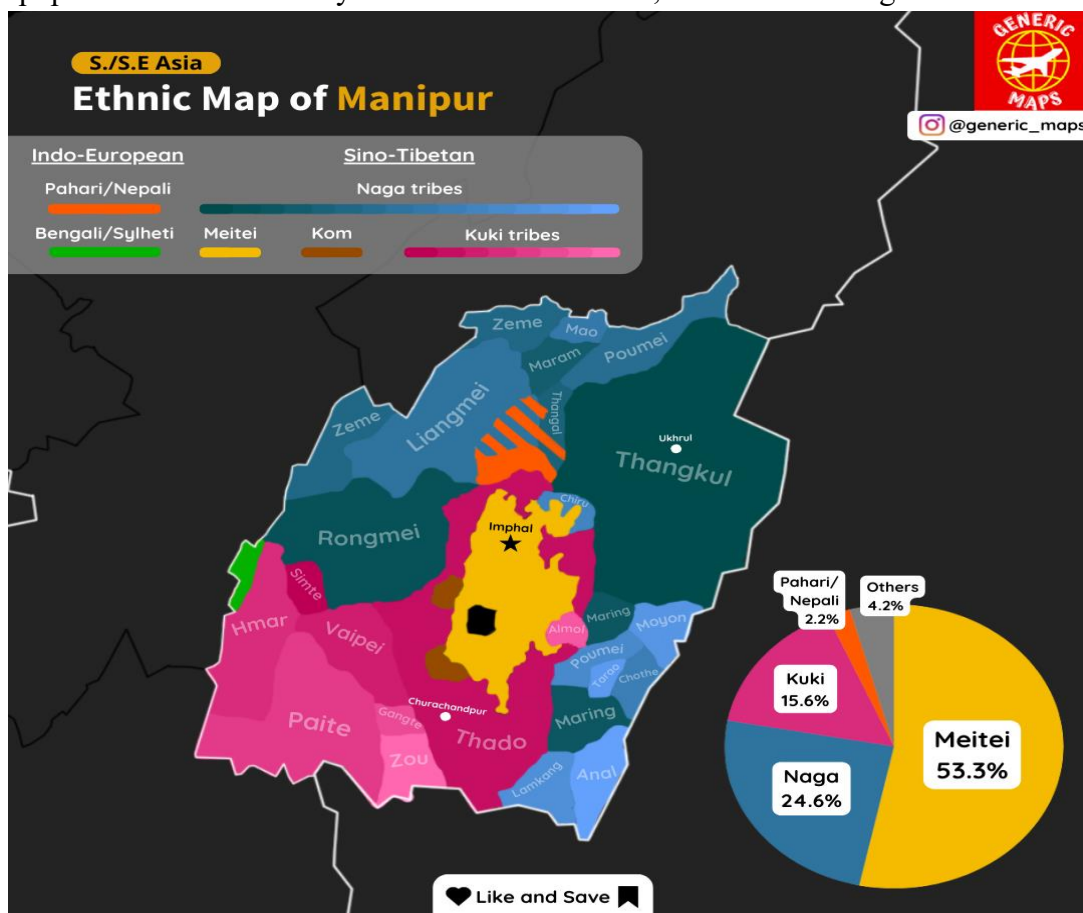 S./S.E Asia
Ethnic Map of Manipur
GENERIC
MAPS
@generic_maps
Indo-European
Sino-Tibetan
Pahari/Nepali
Naga tribes
Bengali/Sylheti
Meitei
Kom
Kuki tribes
Zeme
Mao
Poumei
Maram
Liangmei
Thangal
Zeme
Ukhrul
Thangkul
Chiru
Imphal
Rongmei
Simte
Hmar
Vaipei
Maring
Moyon
Almol
Poumei
Tarao
Chothe
Churachandpur
Gangte
Maring
Paite
Thado
Zou
Lamkang
Anal
Pahari/
Nepali
2.2%
Others
4.2%
Kuki
15.6%
Meitei
53.3%
Naga
24.6%
Like and Save